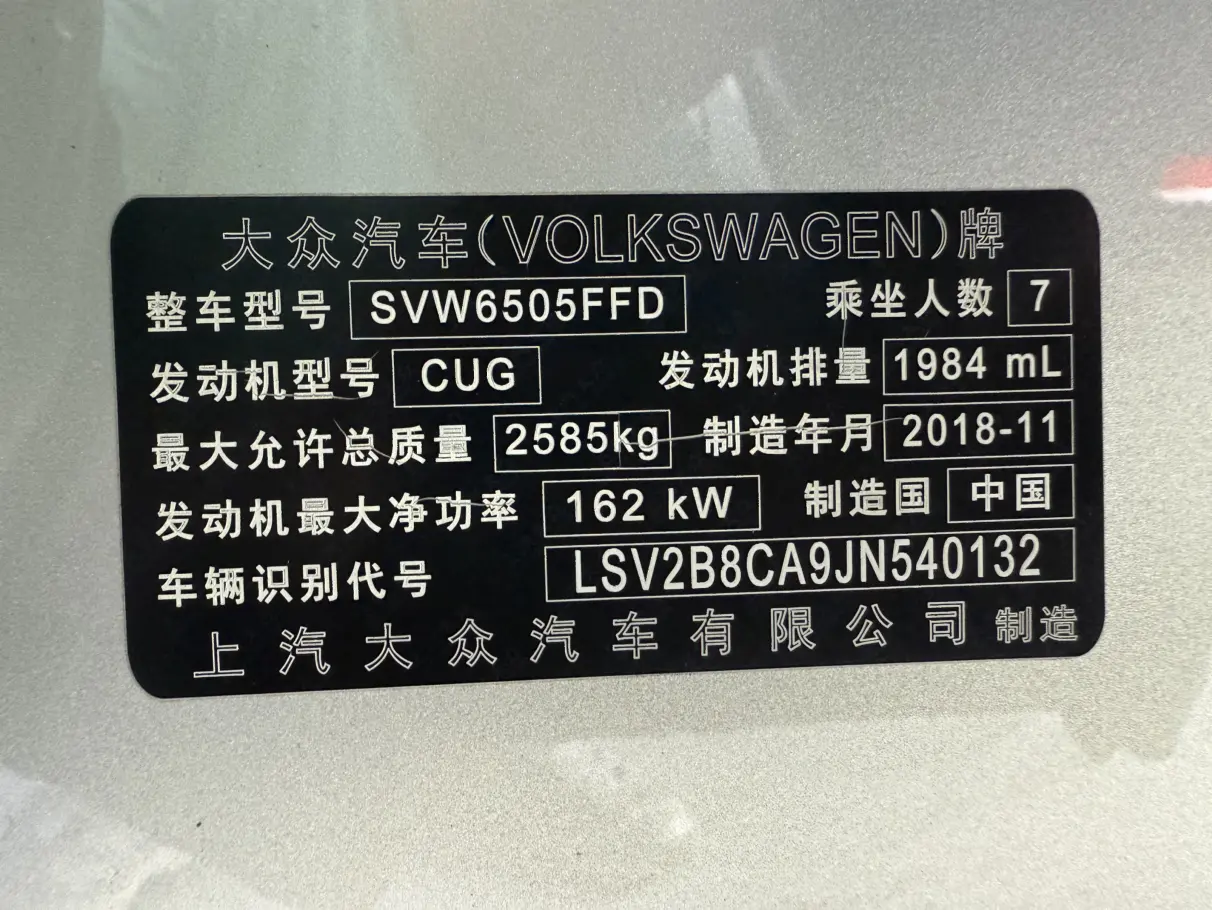 大众汽车(VOLKSWAGEN)牌
整车型号 SVW6505FFD 乘坐人数 7
发动机型号 CUG 发动机排量 1984 mL
最大允许总质量 2585kg 制造年月 2018-11
发动机最大净功率 162 kW 制造国 中国
车辆识别代号 LSV2B8CA9JN540132
上汽大众汽车有限公司 制造